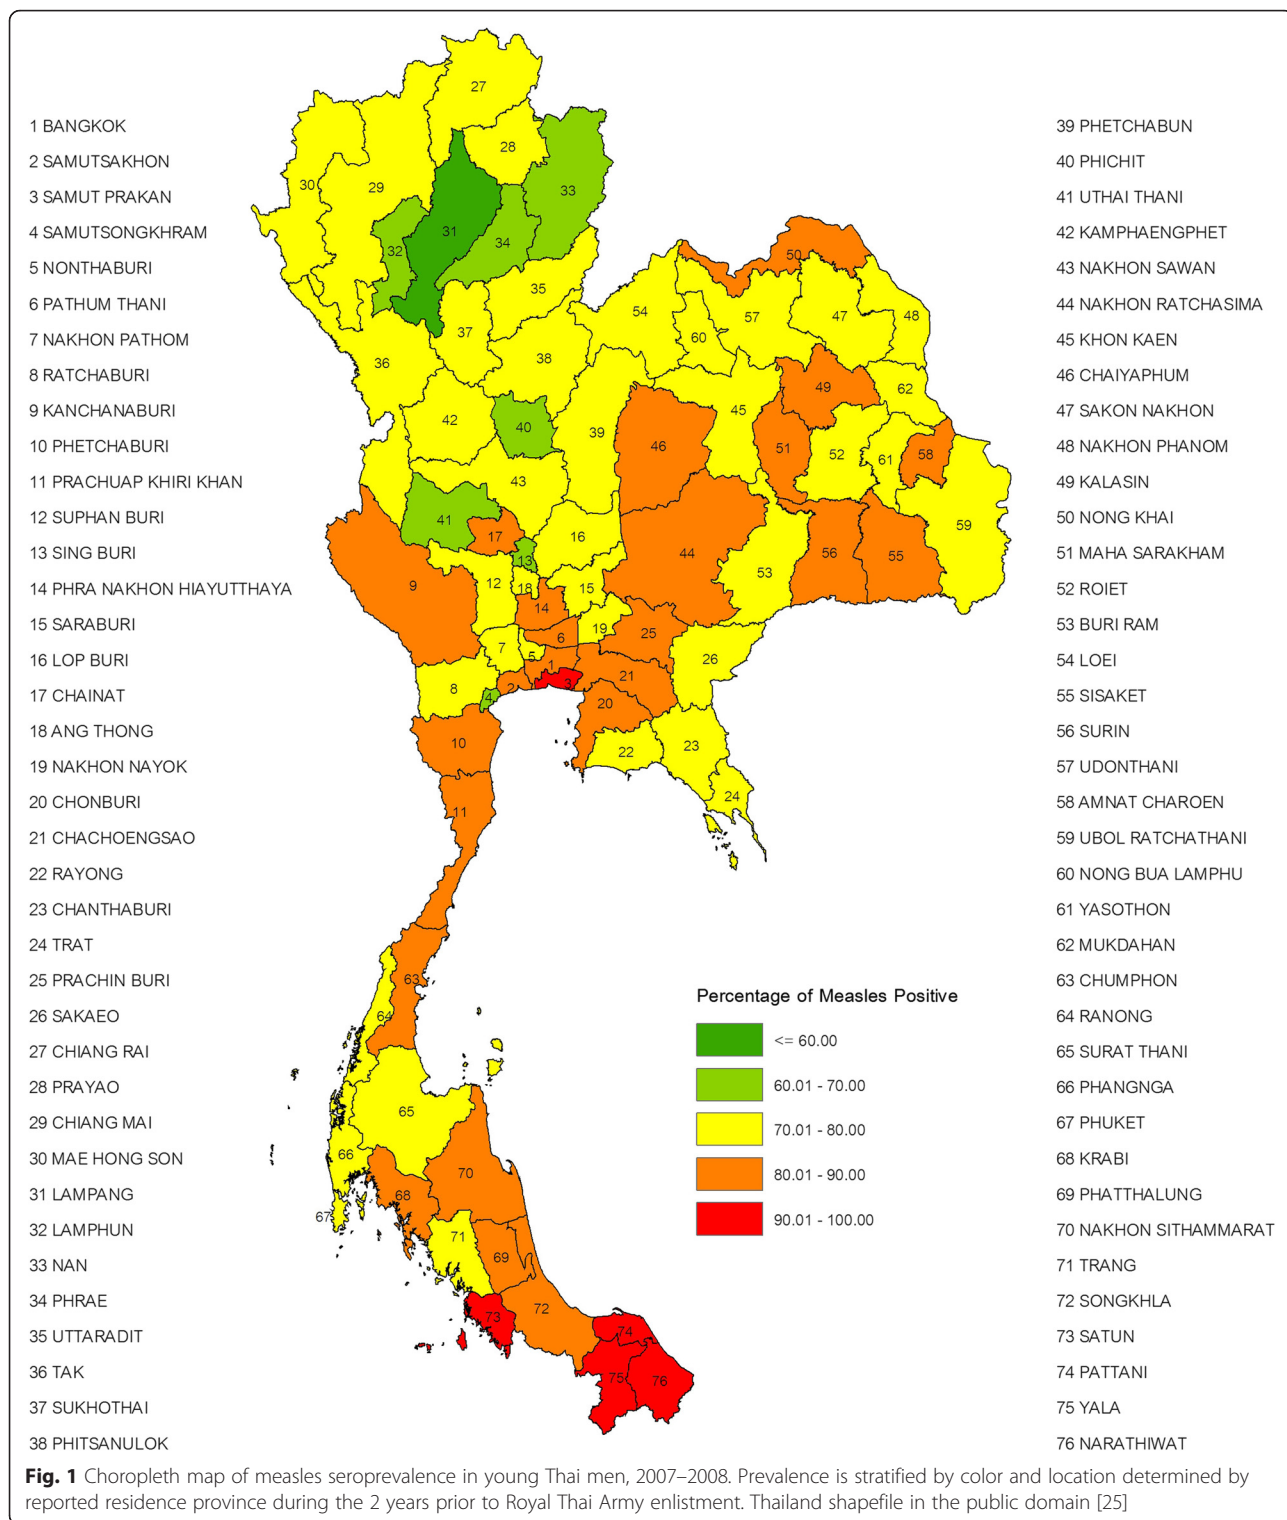 1 BANGKOK
2 SAMUTSAKHON
3 SAMUT PRAKAN
4 SAMUTSONGKHRAM
5 NONTHABURI
6 PATHUM THANI
7 NAKHON PATHOM
8 RATCHABURI
9 KANCHANABURI
10 PHETCHABURI
11 PRACHUAP KHIRI KHAN
12 SUPHAN BURI
13 SING BURI
14 PHRA NAKHON HIAYUTTHAYA
15 SARABURI
16 LOP BURI
17 CHAINAT
18 ANG THONG
19 NAKHON NAYOK
20 CHONBURI
21 CHACHOENGSAO
22 RAYONG
23 CHANTHABURI
24 TRAT
25 PRACHIN BURI
26 SAKAEO
27 CHIANG RAI
28 PRAYAO
29 CHIANG MAI
30 MAE HONG SON
31 LAMPANG
32 LAMPHUN
33 NAN
34 PHRAE
35 UTTARADIT
36 TAK
37 SUKHOTHAI
38 PHITSANULOK
27
28
30
29
33
31
34
32
50
35
54
57
47
48
37
60
36
38
49
62
42
40
39
46
45
51
52
61
58
43
59
41
17
16
13
44
56
55
9
12
18
15
53
14
19
25
6
7
5
1
26
8
4
2
3
21
20
10
22
23
24
11
63
64
65
66
70
68
67
71
69
72
73
74
75
76
Percentage of Measles Positive
<= 60.00
60.01 - 70.00
70.01 - 80.00
80.01 - 90.00
90.01 - 100.00
39 PHETCHABUN
40 PHICHIT
41 UTHAI THANI
42 KAMPHAENGPHET
43 NAKHON SAWAN
44 NAKHON RATCHASIMA
45 KHON KAEN
46 CHAIYAPHUM
47 SAKON NAKHON
48 NAKHON PHANOM
49 KALASIN
50 NONG KHAI
51 MAHA SARAKHAM
52 ROIET
53 BURI RAM
54 LOEI
55 SISAKET
56 SURIN
57 UDONTHANI
58 AMNAT CHAROEN
59 UBOL RATCHATHANI
60 NONG BUA LAMPHU
61 YASOTHON
62 MUKDAHAN
63 CHUMPHON
64 RANONG
65 SURAT THANI
66 PHANGNGA
67 PHUKET
68 KRABI
69 PHATTHALUNG
70 NAKHON SITHAMMARAT
71 TRANG
72 SONGKHLA
73 SATUN
74 PATTANI
75 YALA
76 NARATHIWAT
Fig. 1 Choropleth map of measles seroprevalence in young Thai men, 2007–2008. Prevalence is stratified by color and location determined by
reported residence province during the 2 years prior to Royal Thai Army enlistment. Thailand shapefile in the public domain [25]